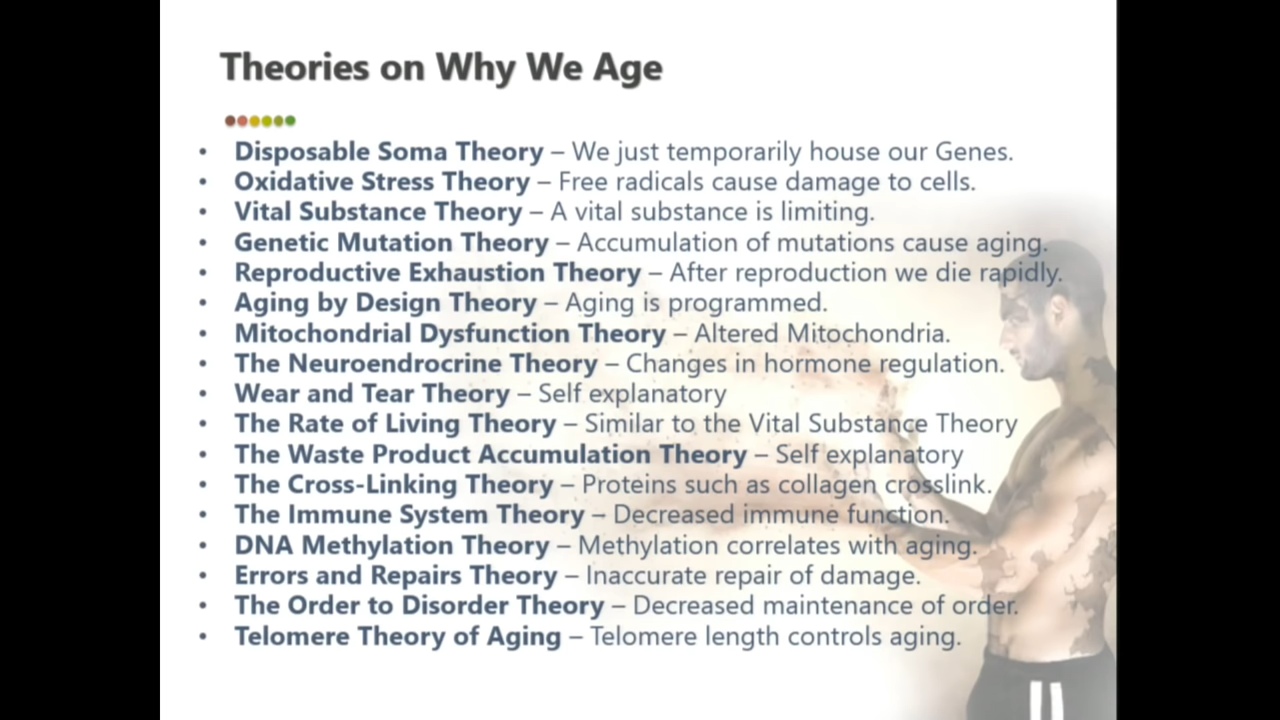 Theories on Why We Age
• Disposable Soma Theory – We just temporarily house our Genes.
• Oxidative Stress Theory – Free radicals cause damage to cells.
• Vital Substance Theory – A vital substance is limiting.
• Genetic Mutation Theory – Accumulation of mutations cause aging.
• Reproductive Exhaustion Theory – After reproduction we die rapidly.
• Aging by Design Theory – Aging is programmed.
• Mitochondrial Dysfunction Theory – Altered Mitochondria.
• The Neuroendrocrine Theory – Changes in hormone regulation.
• Wear and Tear Theory – Self explanatory
• The Rate of Living Theory – Similar to the Vital Substance Theory
• The Waste Product Accumulation Theory – Self explanatory
• The Cross-Linking Theory – Proteins such as collagen crosslink.
• The Immune System Theory – Decreased immune function.
• DNA Methylation Theory – Methylation correlates with aging.
• Errors and Repairs Theory – Inaccurate repair of damage.
• The Order to Disorder Theory – Decreased maintenance of order.
• Telomere Theory of Aging – Telomere length controls aging.